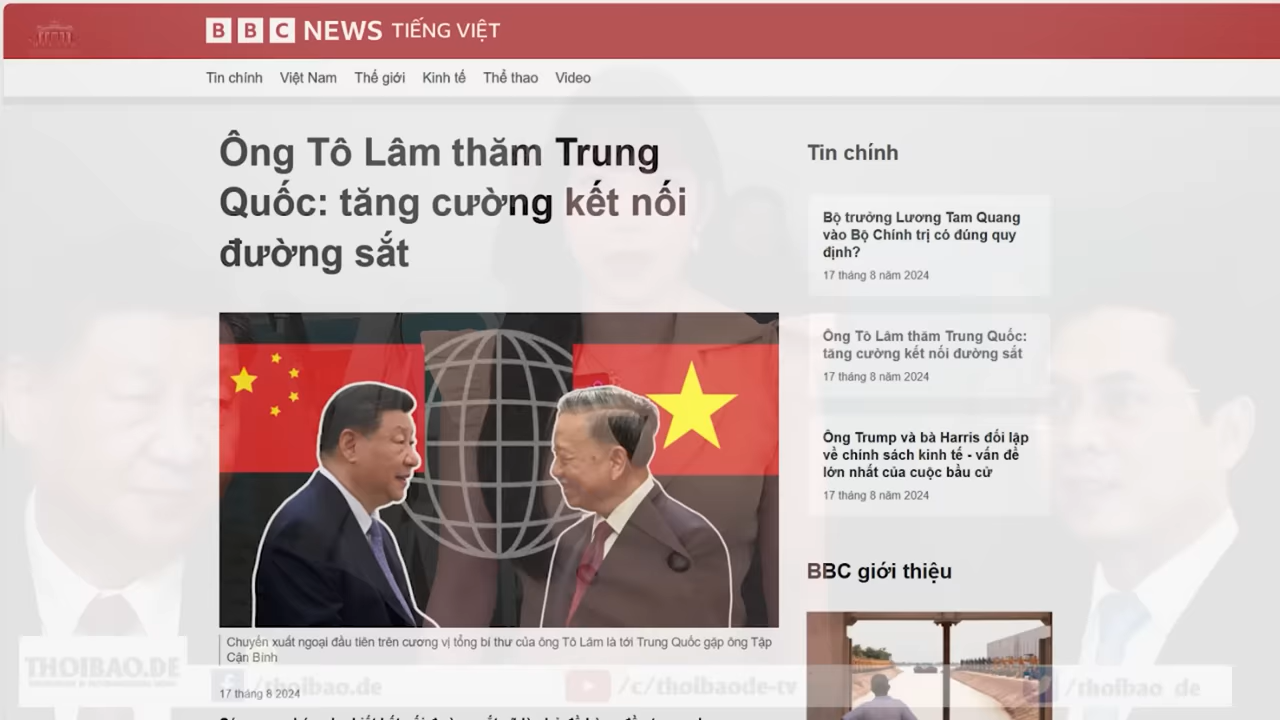 BBC NEWS TIẾNG VIỆT
Tin chính Việt Nam Thế giới Kinh tế Thể thao Video
Ông Tô Lâm thăm Trung
Quốc: tăng cường kết nối
đường sắt
Chuyến xuất ngoại đầu tiên trên cương vị tổng bí thư của ông Tô Lâm là tới Trung Quốc gặp ông Tập
Cận Bình
17 tháng 8 2024
Tin chính
Bộ trưởng Lương Tam Quang
vào Bộ Chính trị có đúng quy
định?
17 tháng 8 năm 2024
Ông Tô Lâm thăm Trung Quốc:
tăng cường kết nối đường sắt
17 tháng 8 năm 2024
Ông Trump và bà Harris đối lập
về chính sách kinh tế - vấn đề
lớn nhất của cuộc bầu cử
17 tháng 8 năm 2024
BBC giới thiệu
THOIBAO.DE
/thoibao.de
/c/thoibaode-tv
/thoibao_de